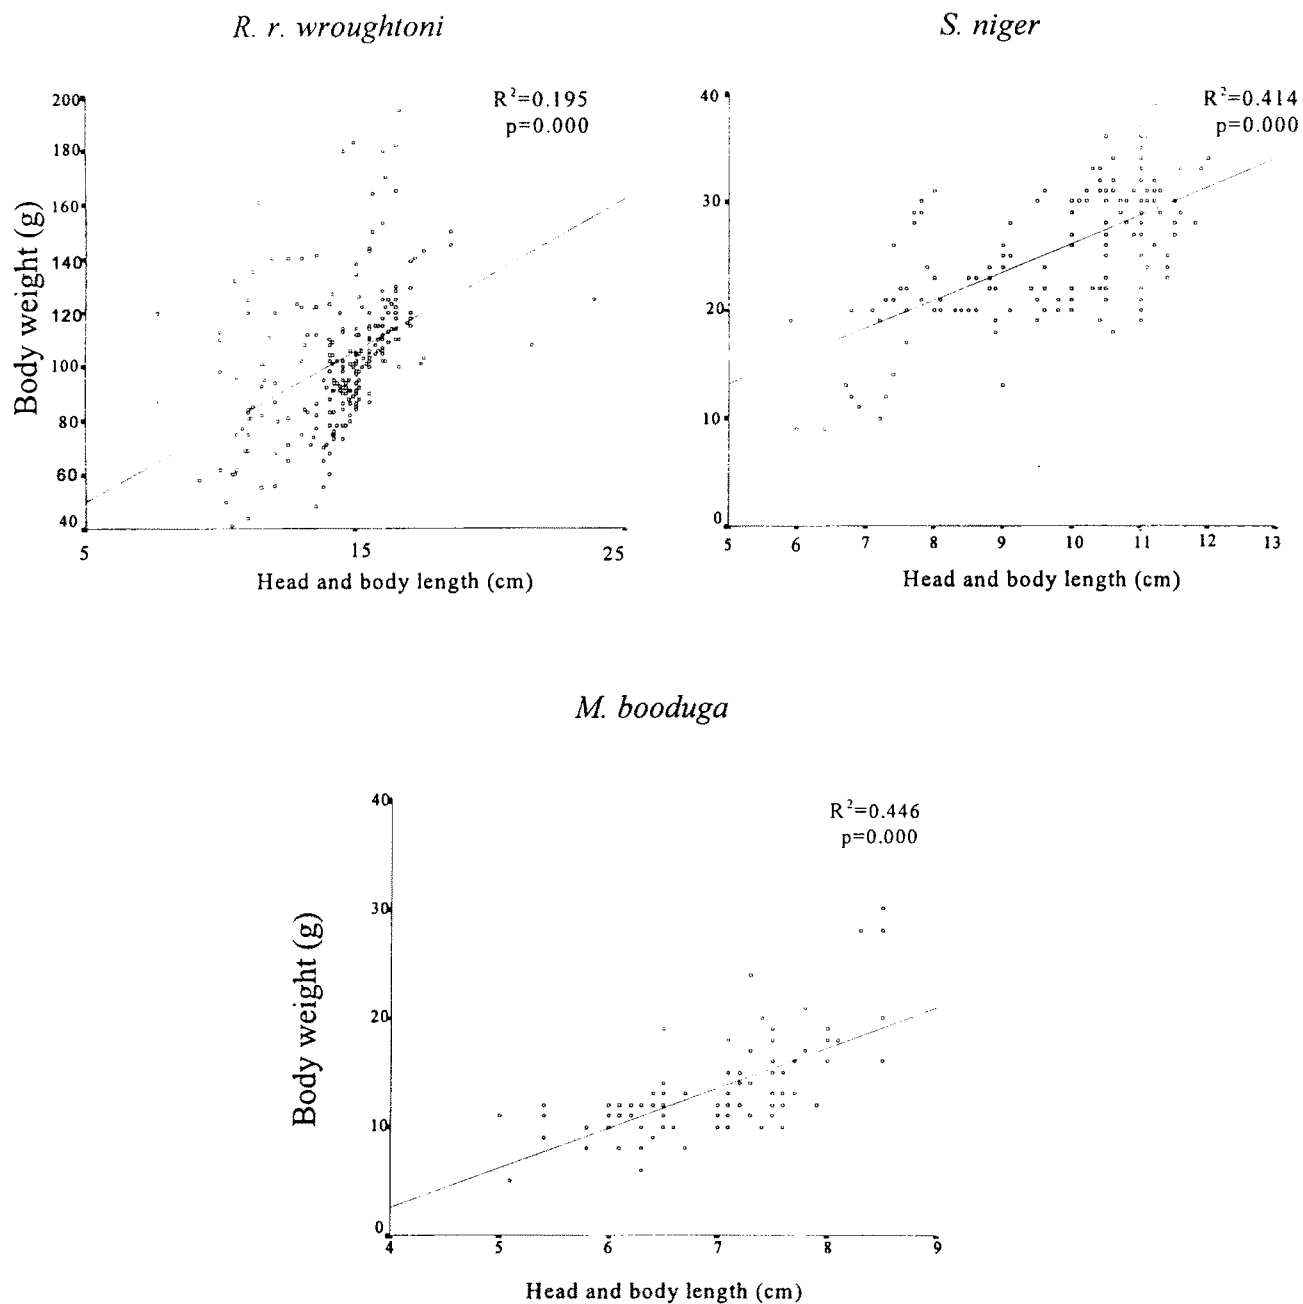 R. r. wroughtoni
R²=0.195
p=0.000
Body weight (g)
200
180
160
140
120
100
80
60
40
5
15
25
Head and body length (cm)
S. niger
R²=0.414
p=0.000
40
30
20
10
0
5
6
7
8
9
10
11
12
13
Head and body length (cm)
M. booduga
R²=0.446
p=0.000
Body weight (g)
40
30
20
10
0
4
5
6
7
8
9
Head and body length (cm)